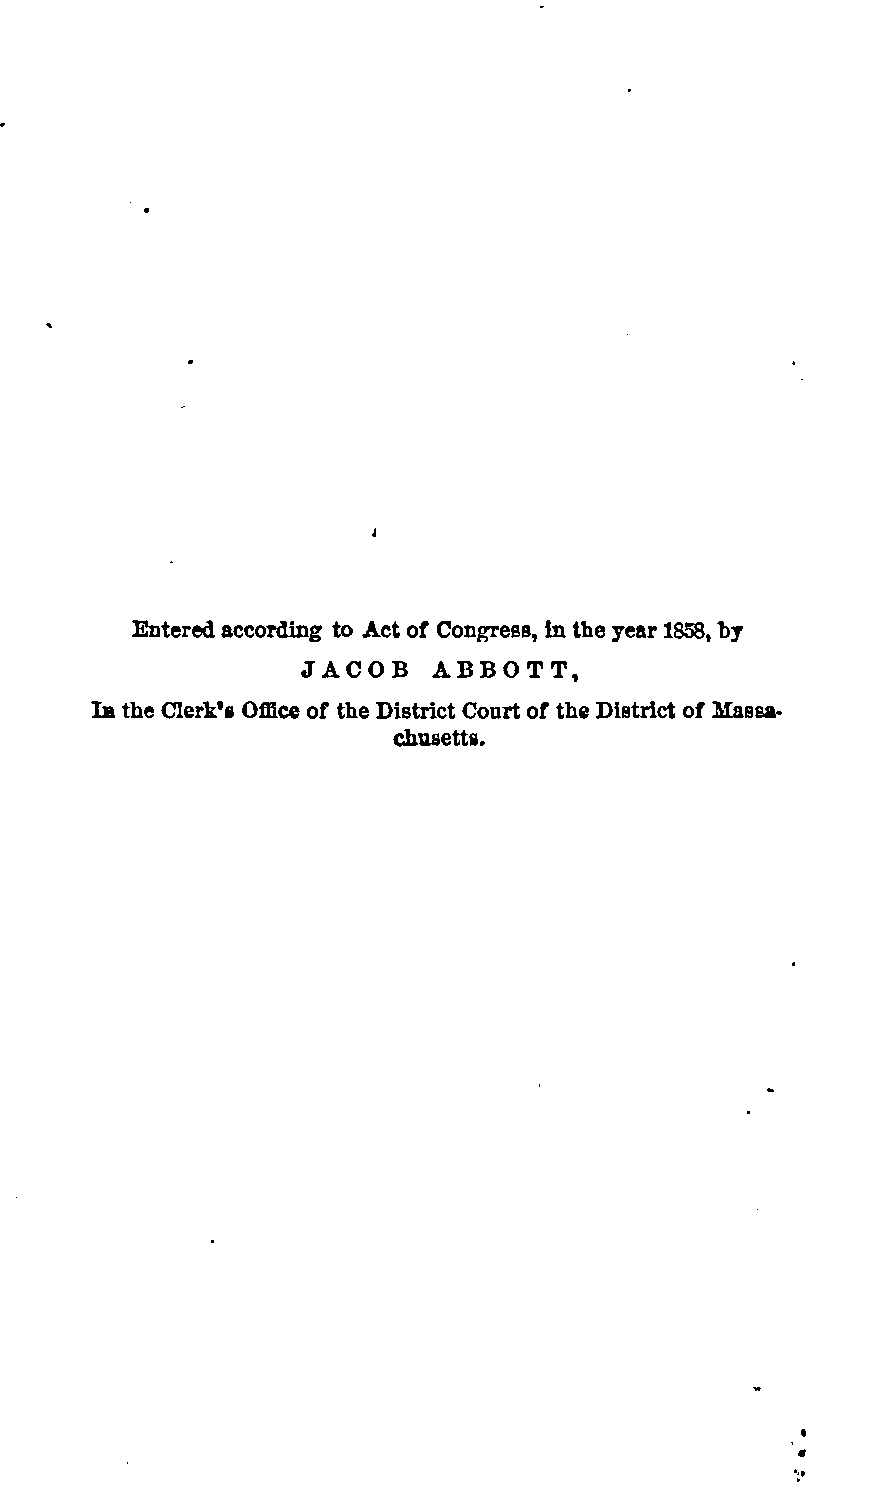 Entered according to Act of Congress, in the year 1858, by
JACOB ABBOTT,
In the Clerk's Office of the District Court of the District of Massa-
chusetts.